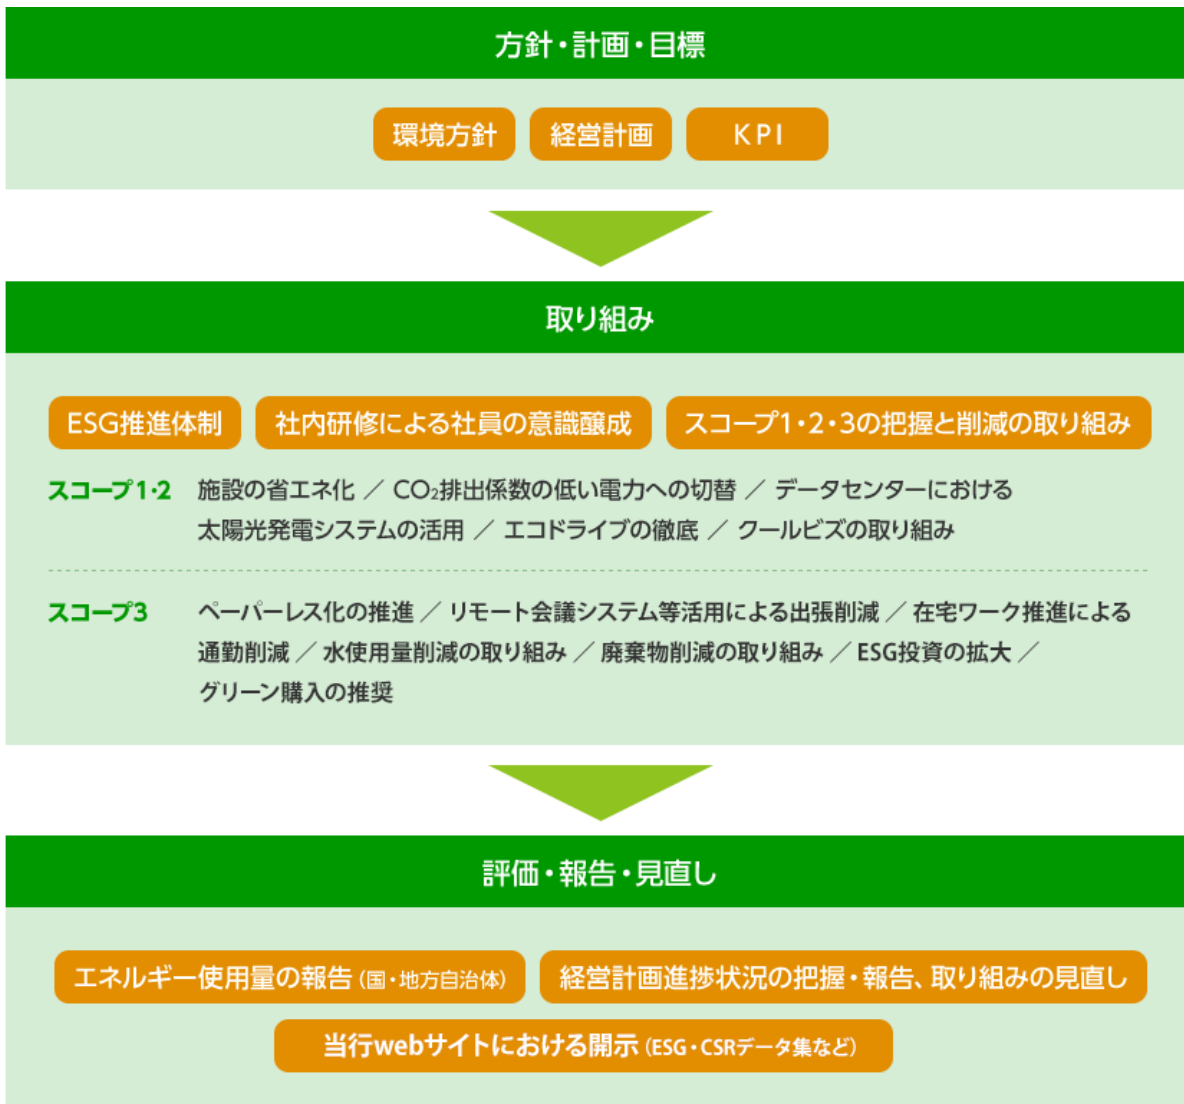 方針・計画・目標
環境方針 経営計画 KPI
取り組み
ESG推進体制 社内研修による社員の意識醸成 スコープ1・2・3の把握と削減の取り組み
スコープ1・2 施設の省エネ化 ／ CO₂排出係数の低い電力への切替 ／ データセンターにおける
太陽光発電システムの活用 ／ エコドライブの徹底 ／ クールビズの取り組み
スコープ3 ペーパーレス化の推進 ／ リモート会議システム等活用による出張削減 ／ 在宅ワーク推進による
通勤削減 ／ 水使用量削減の取り組み ／ 廃棄物削減の取り組み ／ ESG投資の拡大 ／
グリーン購入の推奨
評価・報告・見直し
エネルギー使用量の報告（国・地方自治体） 経営計画進捗状況の把握・報告、取り組みの見直し
当行webサイトにおける開示（ESG・CSRデータ集など）